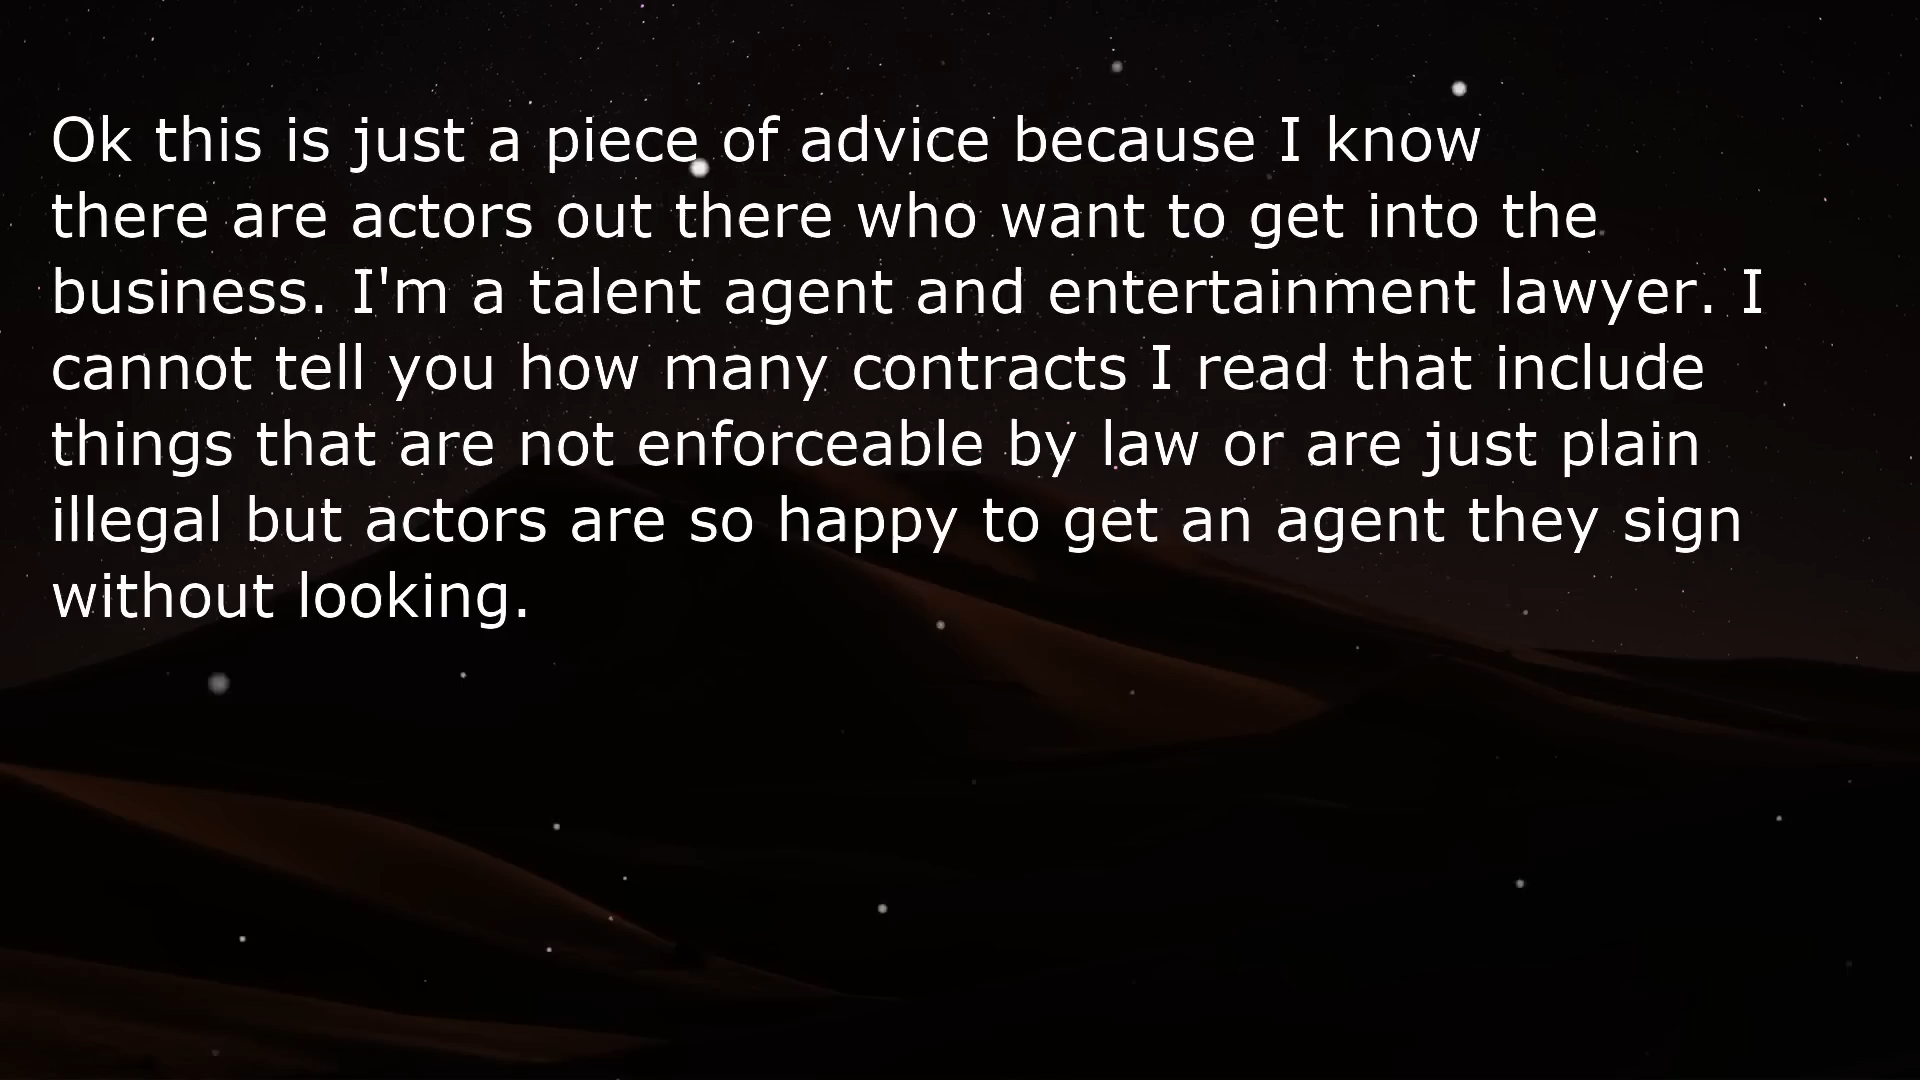 Ok this is just a piece of advice because I know
there are actors out there who want to get into the
business. I'm a talent agent and entertainment lawyer. I
cannot tell you how many contracts I read that include
things that are not enforceable by law or are just plain
illegal but actors are so happy to get an agent they sign
without looking.